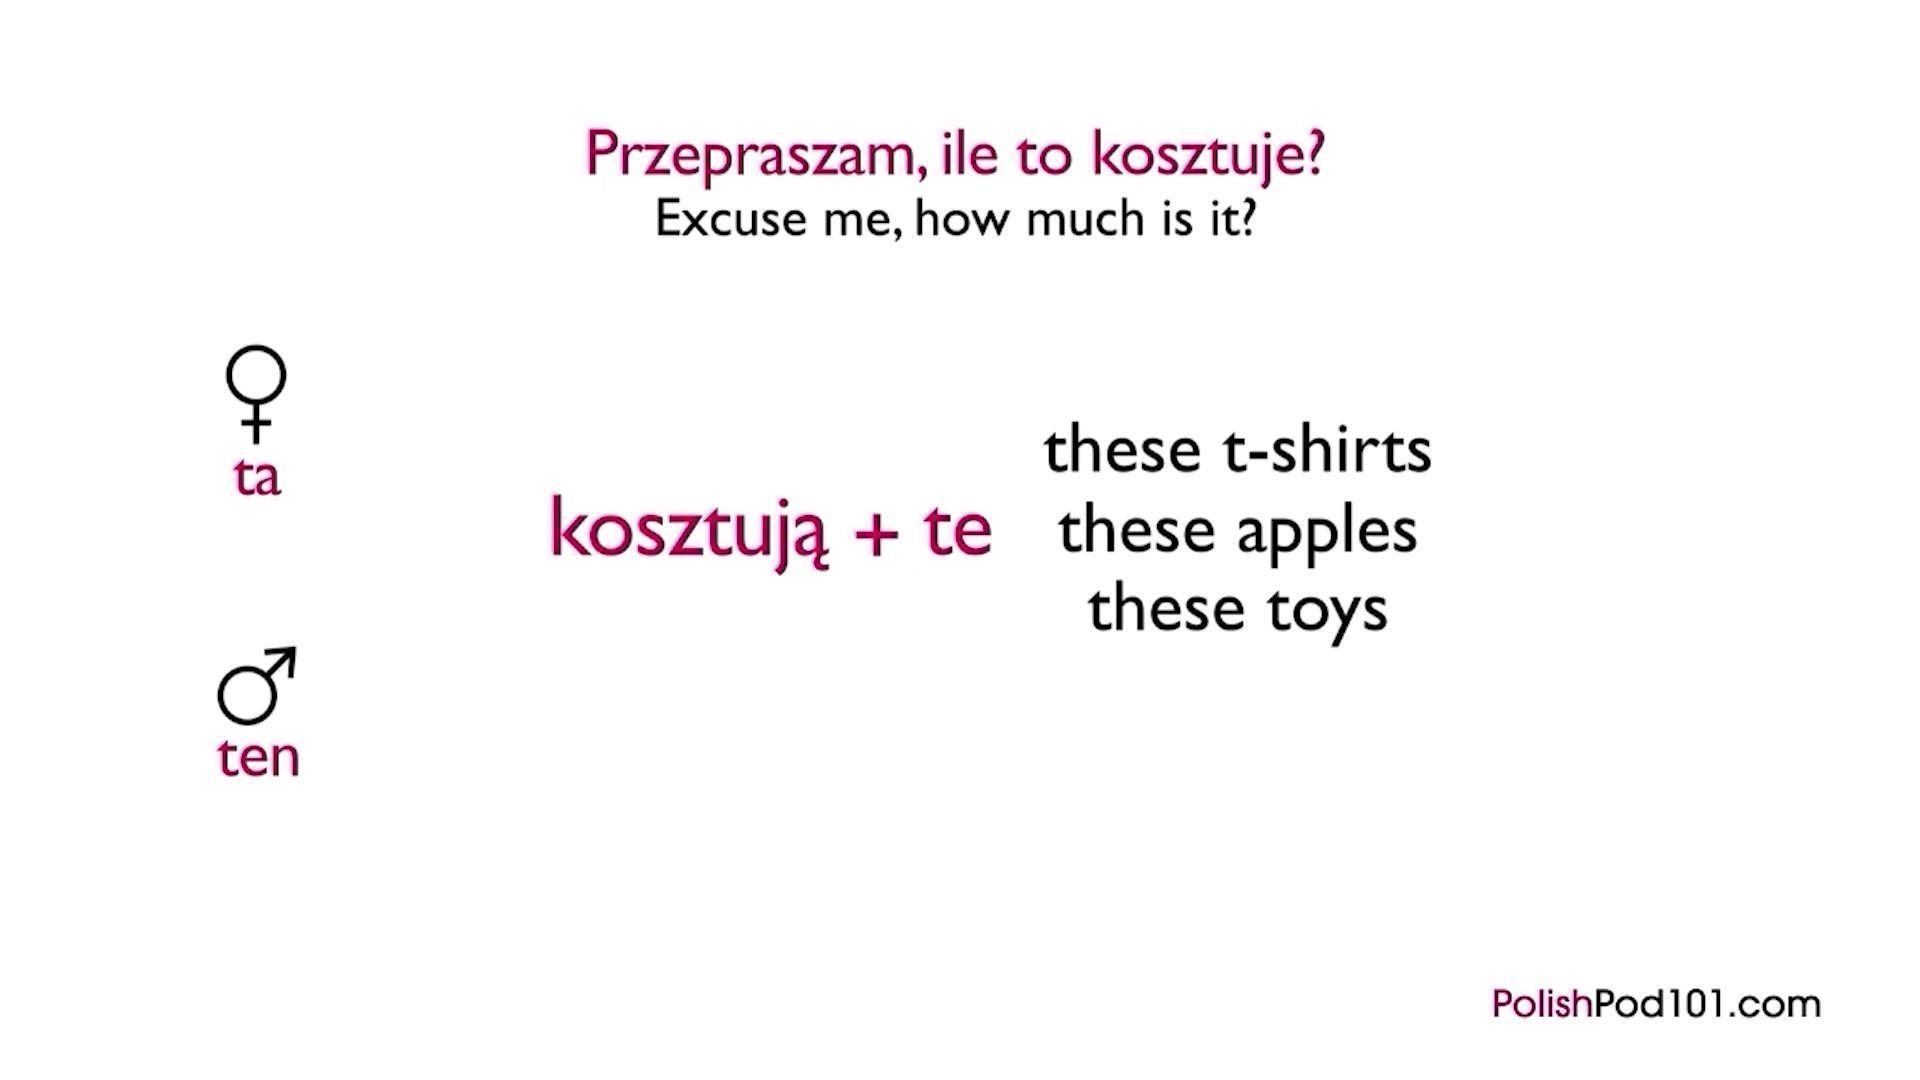 Przepraszam, ile to kosztuje?
Excuse me, how much is it?
ta
ten
kosztują + te
these t-shirts
these apples
these toys
PolishPod101.com